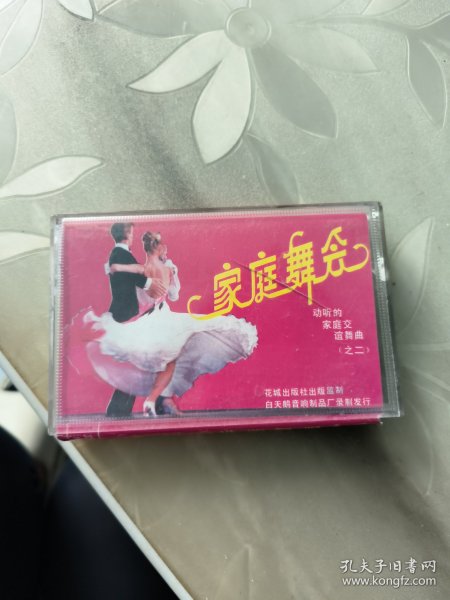 家庭舞会
动听的
家庭交
谊舞曲
（之二）
花城出版社出版监制
白天鹅音响制品厂录制发行
孔夫子旧书网
www.kongfz.com